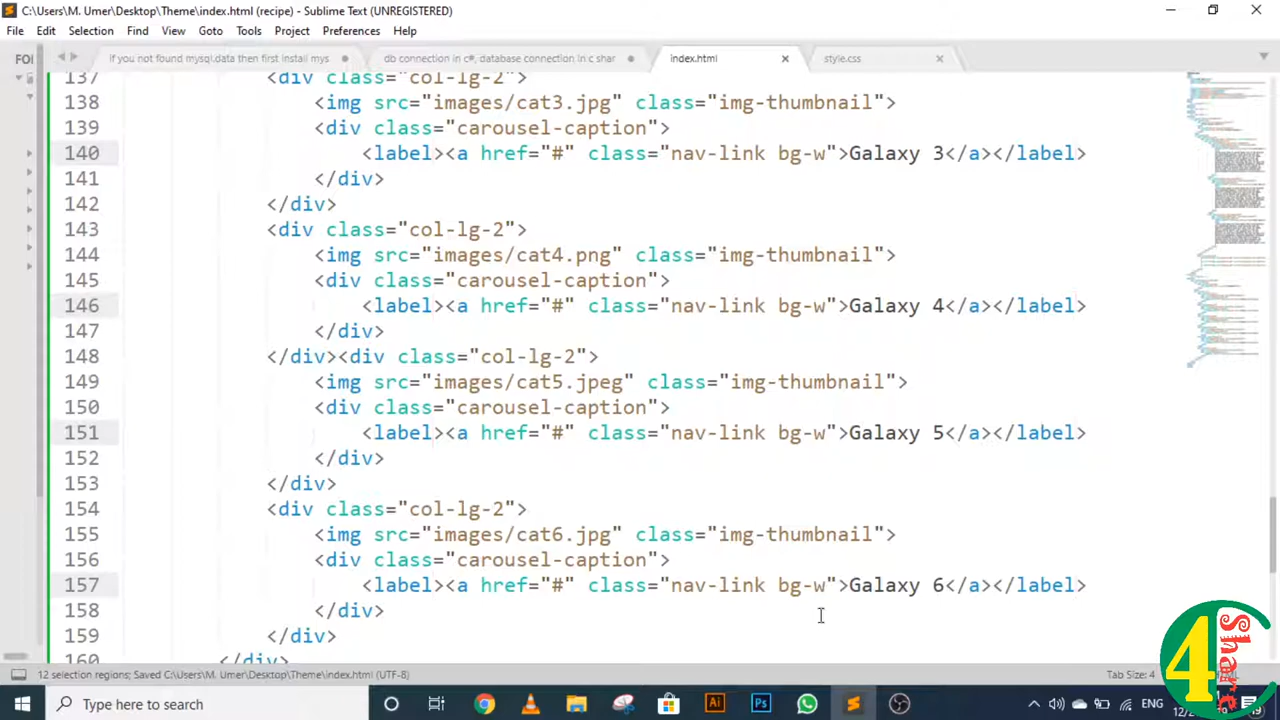 C:\Users\M. Umer\Desktop\Theme\index.html (recipe) - Sublime Text (UNREGISTERED)
File Edit Selection Find View Goto Tools Project Preferences Help
FOI
if you not found mysql.data then first install mys
db connection in c#, database connection in c shar
index.html
style.css
137 <div class="col-lg-2">
138 <img src="images/cat3.jpg" class="img-thumbnail">
139 <div class="carousel-caption">
140 <label><a href="#" class="nav-link bg-w">Galaxy 3</a></label>
141 </div>
142 </div>
143 <div class="col-lg-2">
144 <img src="images/cat4.png" class="img-thumbnail">
145 <div class="carousel-caption">
146 <label><a href="#" class="nav-link bg-w">Galaxy 4</a></label>
147 </div>
148 </div><div class="col-lg-2">
149 <img src="images/cat5.jpeg" class="img-thumbnail">
150 <div class="carousel-caption">
151 <label><a href="#" class="nav-link bg-w">Galaxy 5</a></label>
152 </div>
153 </div>
154 <div class="col-lg-2">
155 <img src="images/cat6.jpg" class="img-thumbnail">
156 <div class="carousel-caption">
157 <label><a href="#" class="nav-link bg-w">Galaxy 6</a></label>
158 </div>
159 </div>
160 </div>
12 selection regions; Saved C:\Users\M. Umer\Desktop\Theme\index.html (UTF-8)
Tab Size: 4
4
Type here to search
Ai
Ps
ENG